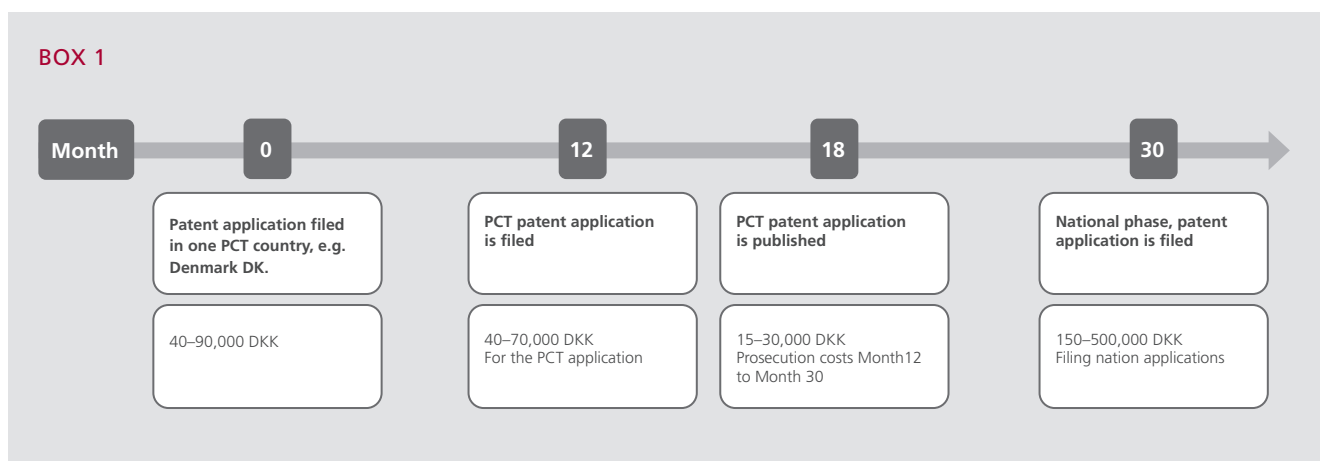 BOX 1
Month
0
12
18
30
Patent application filed
in one PCT country, e.g.
Denmark DK.
PCT patent application
is filed
PCT patent application
is published
National phase, patent
application is filed
40–90,000 DKK
40–70,000 DKK
For the PCT application
15–30,000 DKK
Prosecution costs Month12
to Month 30
150–500,000 DKK
Filing nation applications